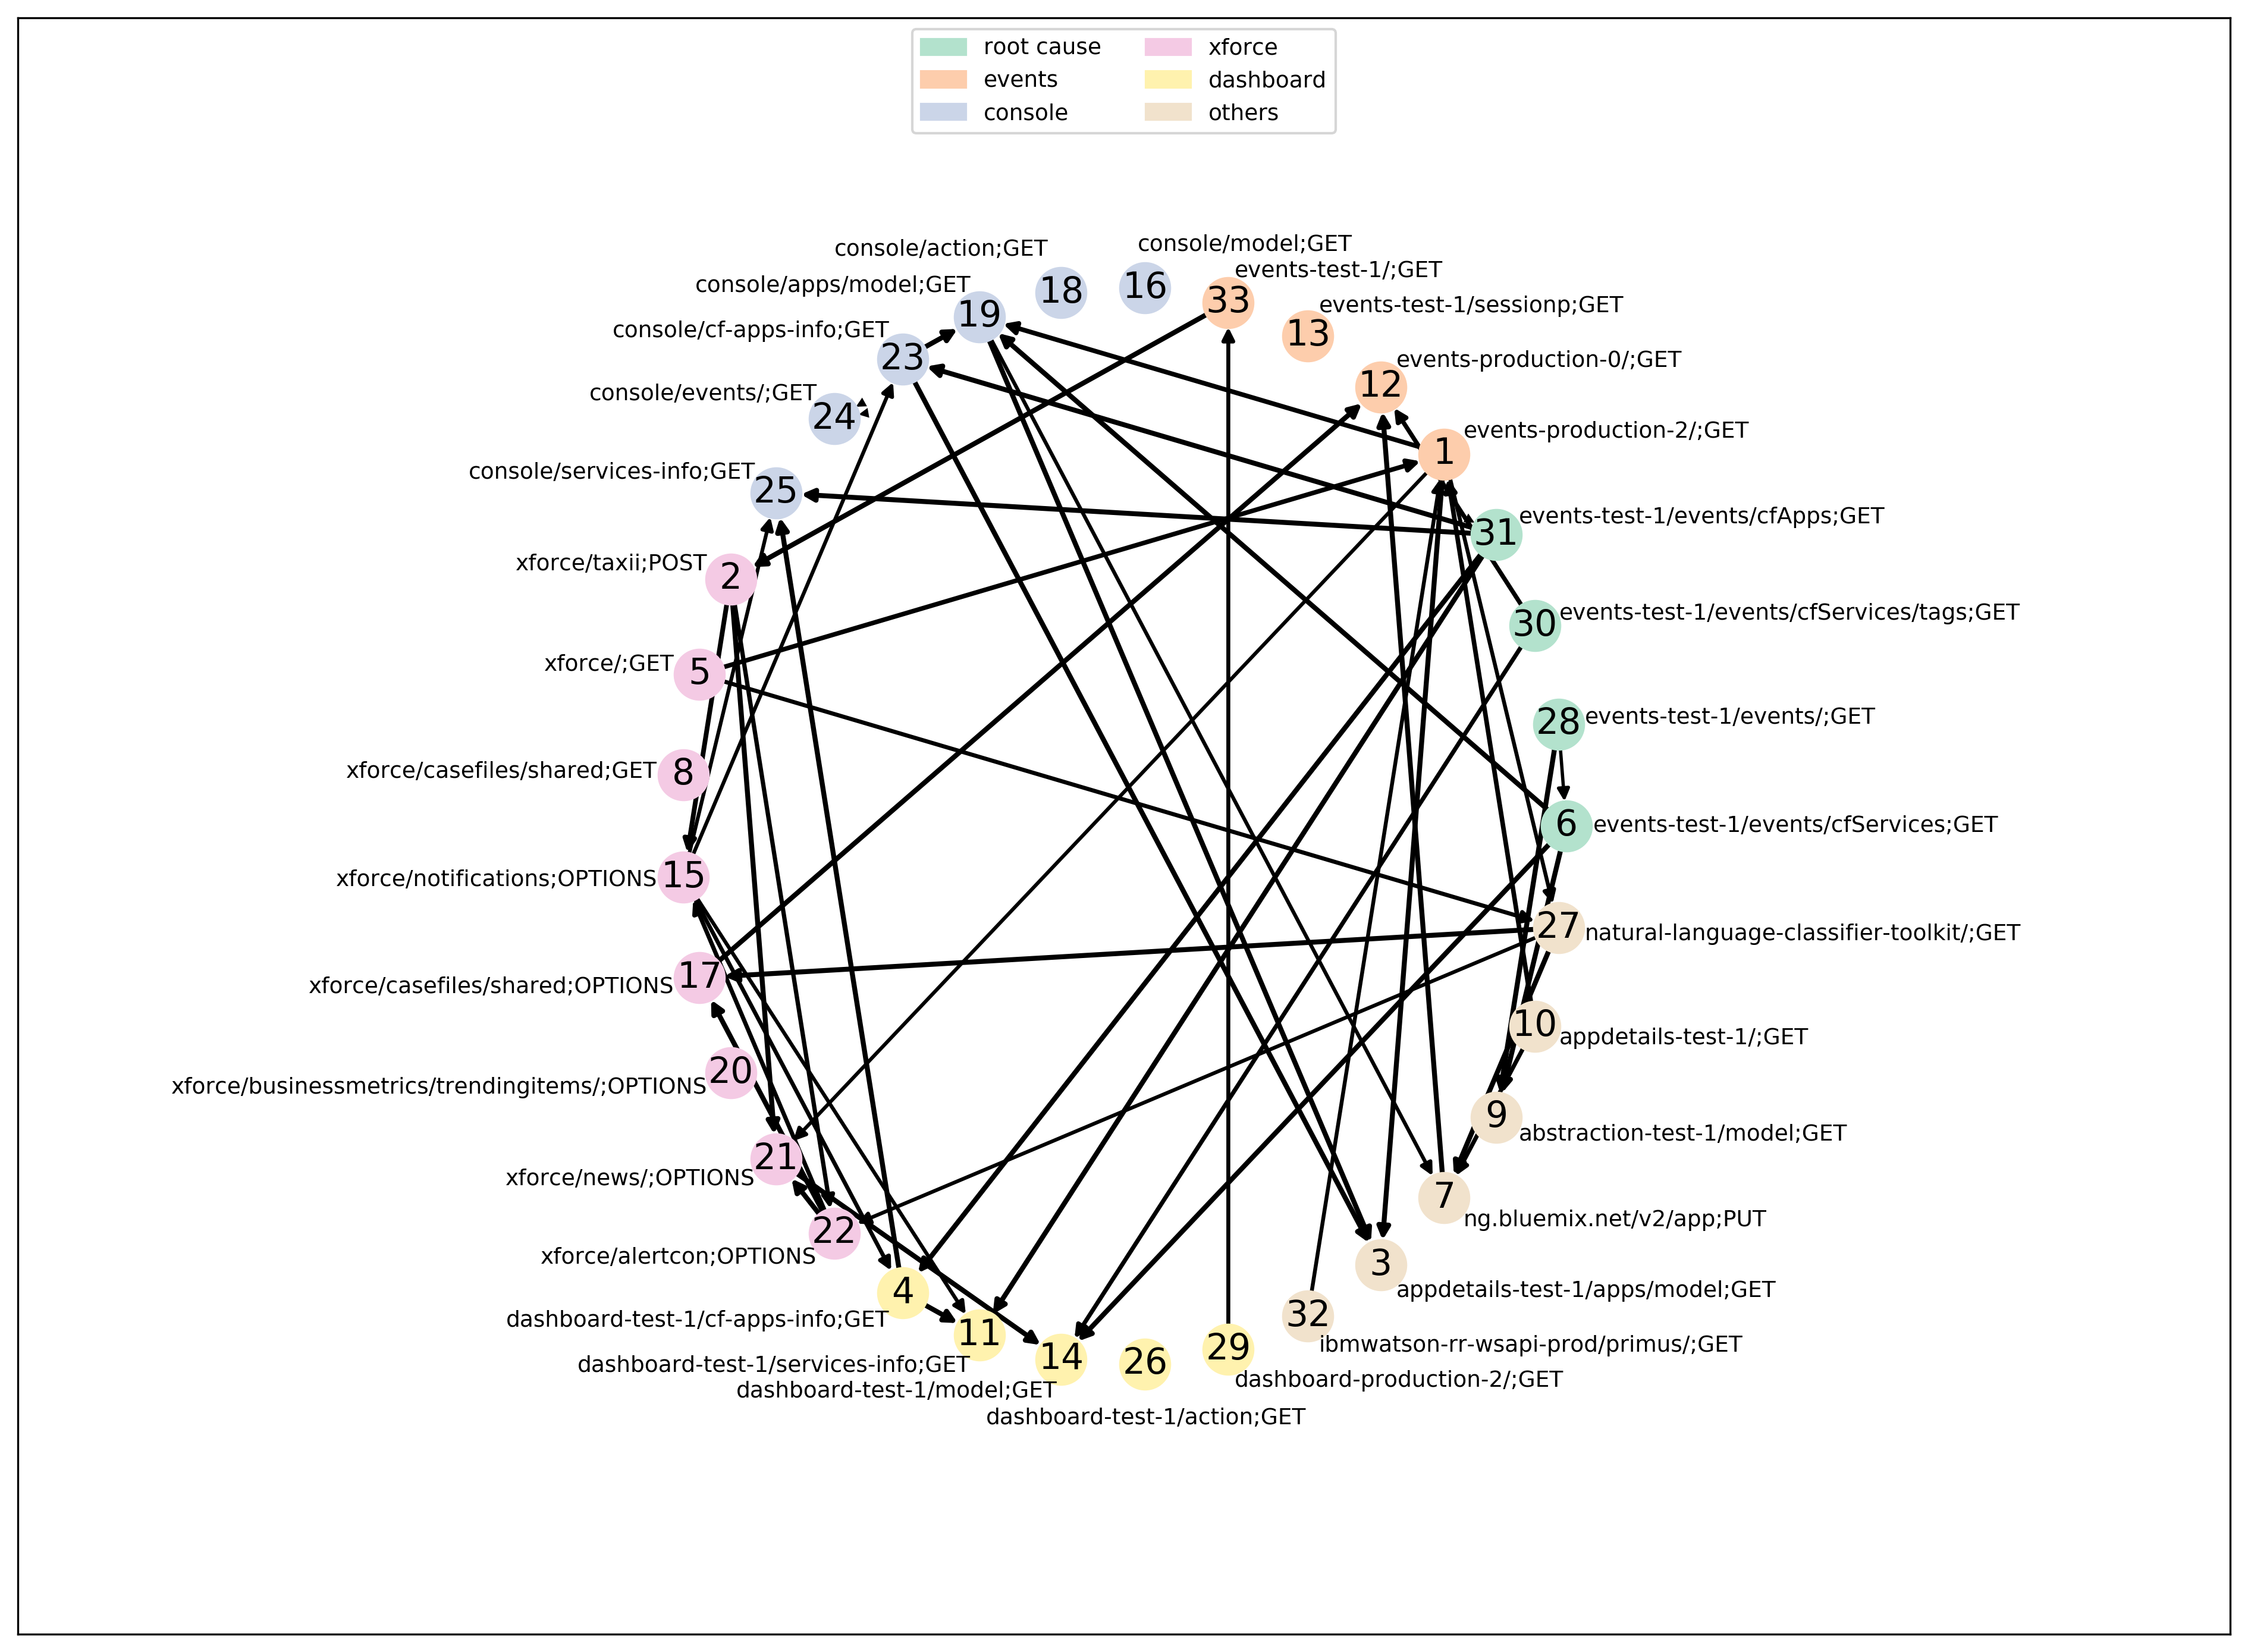 root cause
events
console
xforce
dashboard
others
console/model;GET
console/action;GET
events-test-1/;GET
console/apps/model;GET
events-test-1/sessionp;GET
console/cf-apps-info;GET
events-production-0/;GET
console/events/;GET
events-production-2/;GET
console/services-info;GET
events-test-1/events/cfApps;GET
xforce/taxii;POST
events-test-1/events/cfServices/tags;GET
xforce/;GET
events-test-1/events/;GET
xforce/casefiles/shared;GET
events-test-1/events/cfServices;GET
xforce/notifications;OPTIONS
natural-language-classifier-toolkit/;GET
xforce/casefiles/shared;OPTIONS
appdetails-test-1/;GET
xforce/businessmetrics/trendingitems/;OPTIONS
abstraction-test-1/model;GET
xforce/news/;OPTIONS
ng.bluemix.net/v2/app;PUT
xforce/alertcon;OPTIONS
appdetails-test-1/apps/model;GET
dashboard-test-1/cf-apps-info;GET
ibmwatson-rr-wsapi-prod/primus/;GET
dashboard-test-1/services-info;GET
dashboard-production-2/;GET
dashboard-test-1/model;GET
dashboard-test-1/action;GET
16
18
33
19
13
23
12
24
1
25
31
2
30
5
28
8
6
15
27
17
10
20
9
21
7
22
3
4
32
11
29
14
26